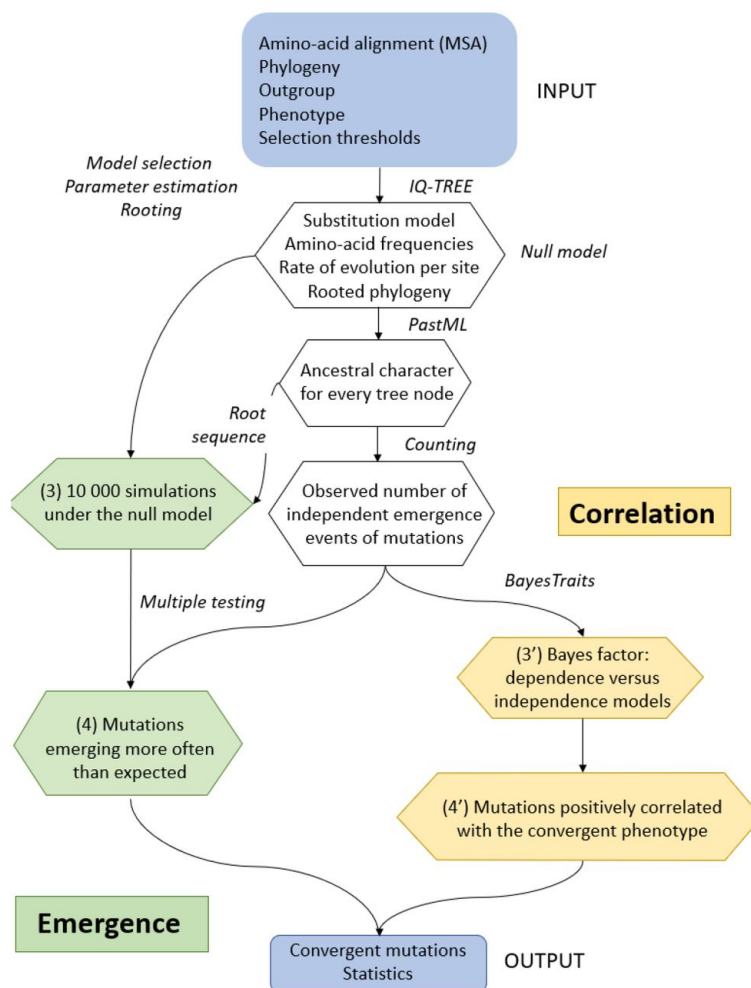 Amino-acid alignment (MSA)
Phylogeny
Outgroup
Phenotype
Selection thresholds
INPUT
Model selection
Parameter estimation
Rooting
IQ-TREE
Substitution model
Amino-acid frequencies
Rate of evolution per site
Rooted phylogeny
Null model
PastML
Ancestral character
for every tree node
Root
sequence
Counting
(3) 10 000 simulations
under the null model
Observed number of
independent emergence
events of mutations
Correlation
Multiple testing
BayesTraits
(3’) Bayes factor:
dependence versus
independence models
(4) Mutations
emerging more often
than expected
(4’) Mutations positively correlated
with the convergent phenotype
Emergence
Convergent mutations
Statistics
OUTPUT